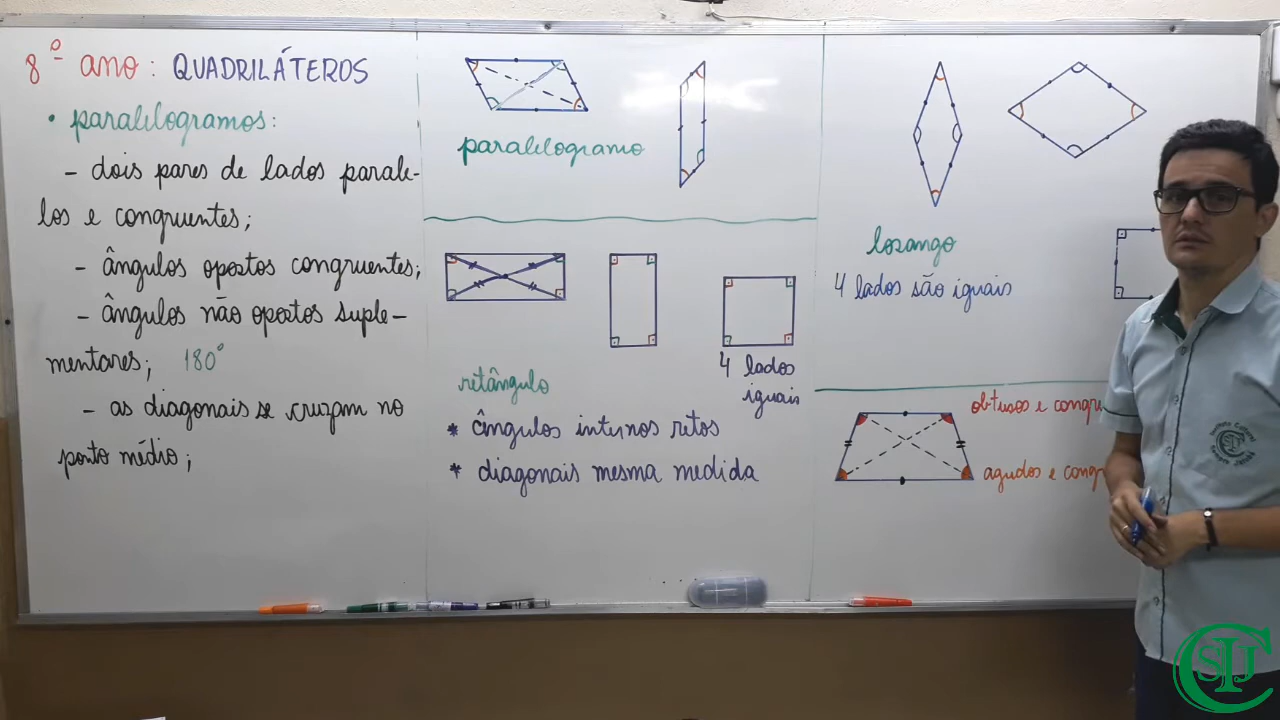 8º ano: QUADRILÁTEROS
• paralelogramos:
- dois pares de lados parale-
los e congruentes;
- ângulos opostos congruentes;
- ângulos não opostos suple-
mentares; 180°
- as diagonais se cruzam no
ponto médio;
paralelogramo
4 lados
iguais
retângulo
* ângulos internos retos
* diagonais mesma medida
losango
4 lados são iguais
obtusos e congru
agudos e congr
CSIJ